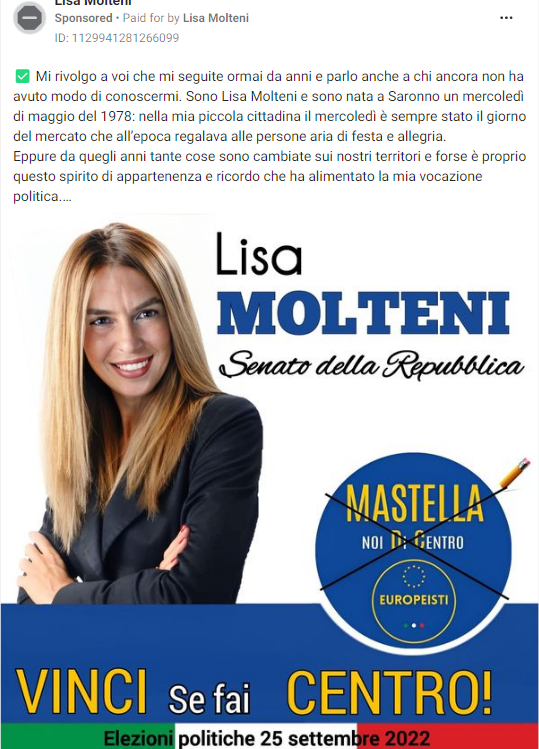 Lisa Molteni
Sponsored • Paid for by Lisa Molteni
ID: 1129941281266099
✅ Mi rivolgo a voi che mi seguite ormai da anni e parlo anche a chi ancora non ha
avuto modo di conoscermi. Sono Lisa Molteni e sono nata a Saronno un mercoledì
di maggio del 1978: nella mia piccola cittadina il mercoledì è sempre stato il giorno
del mercato che all'epoca regalava alle persone aria di festa e allegria.
Eppure da quegli anni tante cose sono cambiate sui nostri territori e forse è proprio
questo spirito di appartenenza e ricordo che ha alimentato la mia vocazione
politica....
Lisa
MOLTENI
Senato della Repubblica
MASTELLA
NOI DI CENTRO
EUROPEISTI
VINCI Se fai CENTRO!
Elezioni politiche 25 settembre 2022